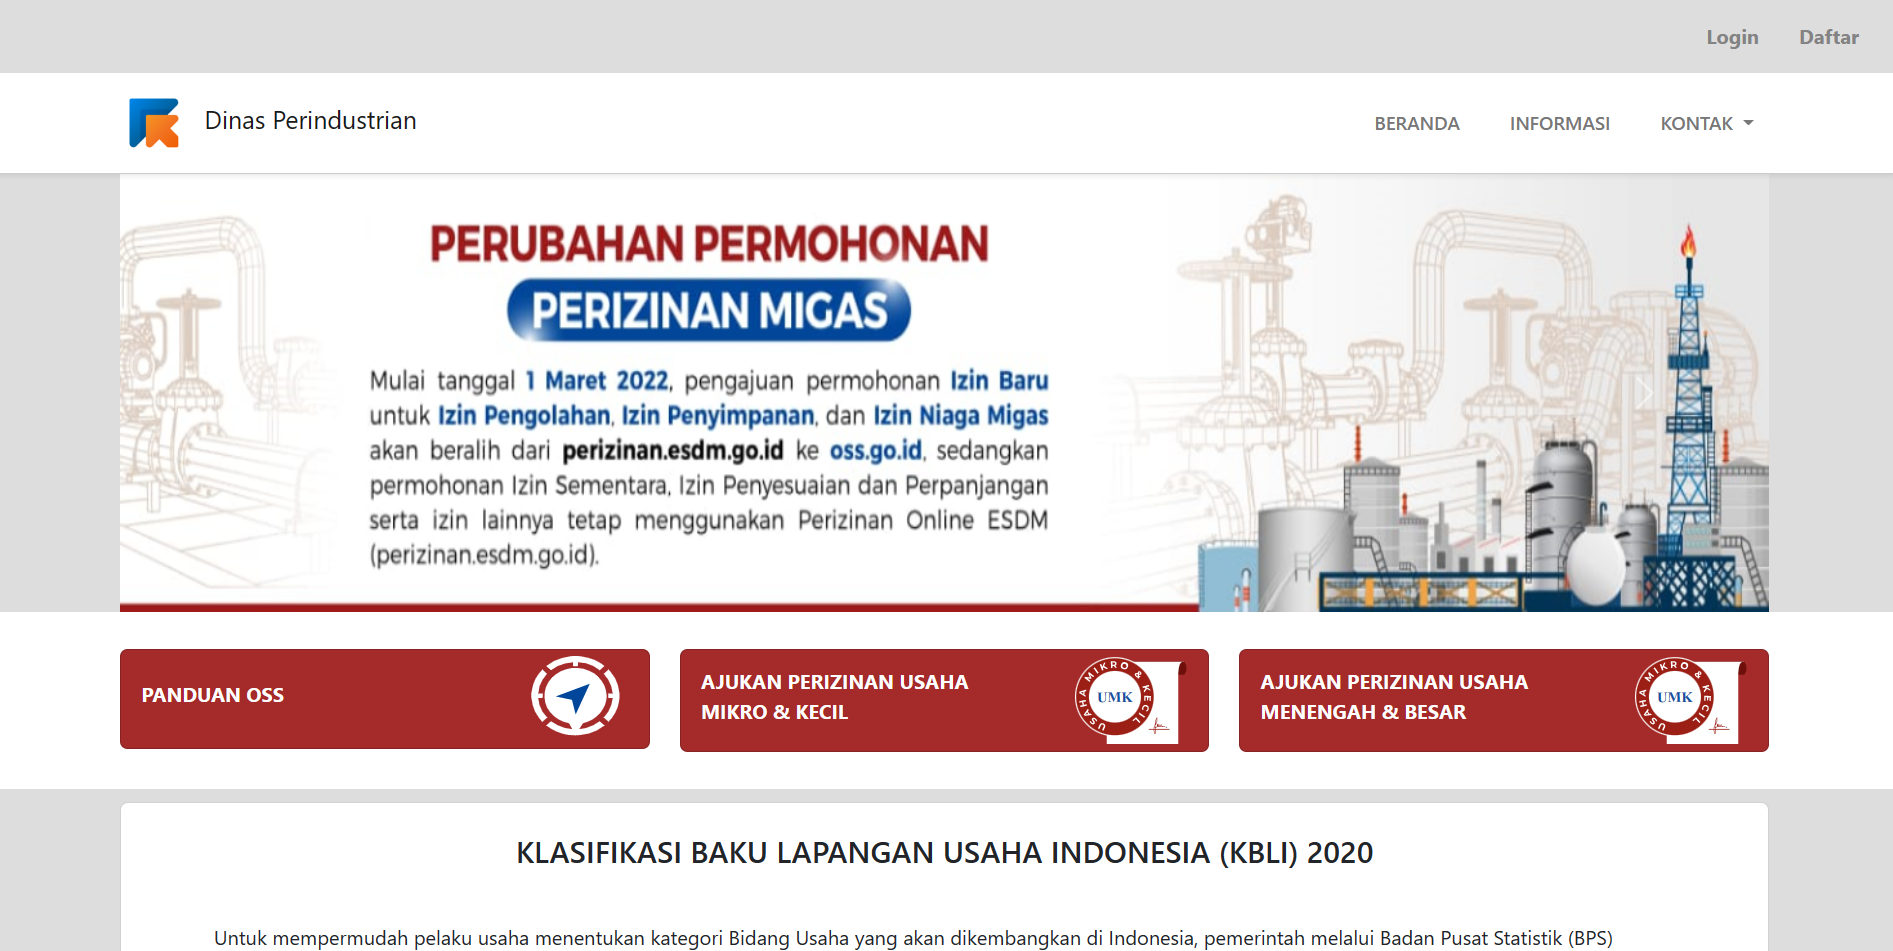 Login Daftar
Dinas Perindustrian
BERANDA INFORMASI KONTAK
PERUBAHAN PERMOHONAN
PERIZINAN MIGAS
Mulai tanggal 1 Maret 2022, pengajuan permohonan Izin Baru
untuk Izin Pengolahan, Izin Penyimpanan, dan Izin Niaga Migas
akan beralih dari perizinan.esdm.go.id ke oss.go.id, sedangkan
permohonan Izin Sementara, Izin Penyesuaian dan Perpanjangan
serta izin lainnya tetap menggunakan Perizinan Online ESDM
(perizinan.esdm.go.id).
PANDUAN OSS
AJUKAN PERIZINAN USAHA
MIKRO & KECIL
USAHA MIKRO & KECIL
UMK
AJUKAN PERIZINAN USAHA
MENENGAH & BESAR
USAHA MIKRO & KECIL
UMK
KLASIFIKASI BAKU LAPANGAN USAHA INDONESIA (KBLI) 2020
Untuk mempermudah pelaku usaha menentukan kategori Bidang Usaha yang akan dikembangkan di Indonesia, pemerintah melalui Badan Pusat Statistik (BPS)